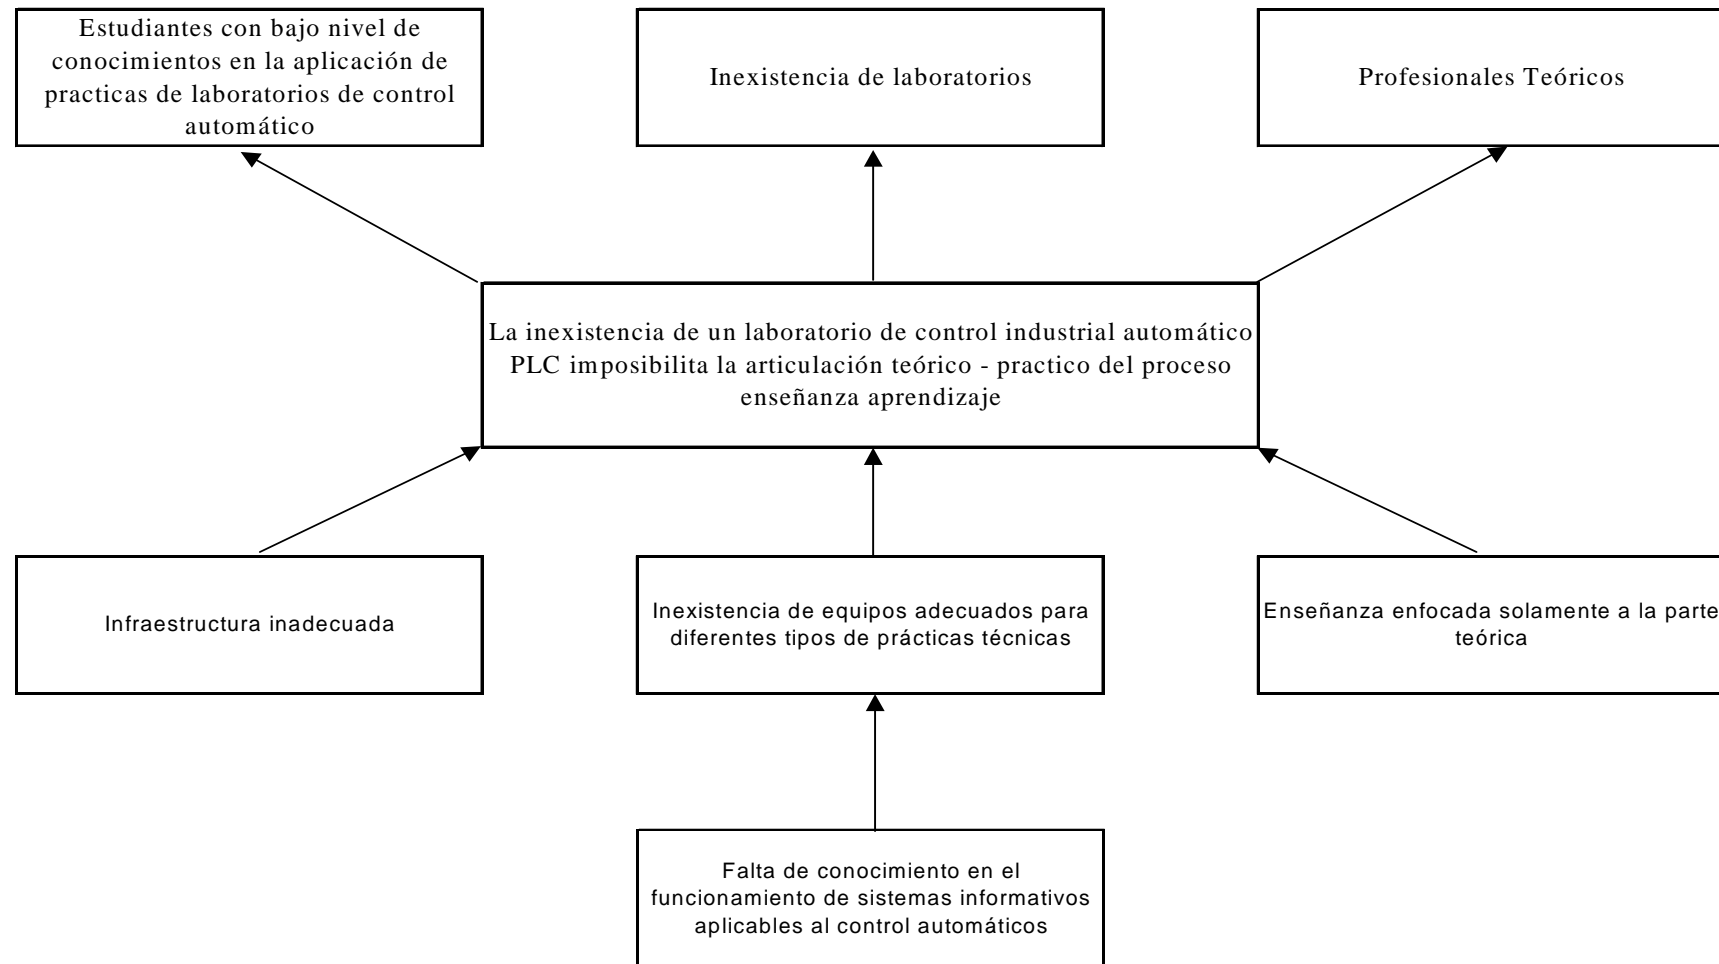 Estudiantes con bajo nivel de
conocimientos en la aplicación de
practicas de laboratorios de control
automático
Inexistencia de laboratorios
Profesionales Teóricos
La inexistencia de un laboratorio de control industrial automático
PLC imposibilita la articulación teórico - practico del proceso
enseñanza aprendizaje
Infraestructura inadecuada
Inexistencia de equipos adecuados para
diferentes tipos de prácticas técnicas
Enseñanza enfocada solamente a la parte
teórica
Falta de conocimiento en el
funcionamiento de sistemas informativos
aplicables al control automáticos